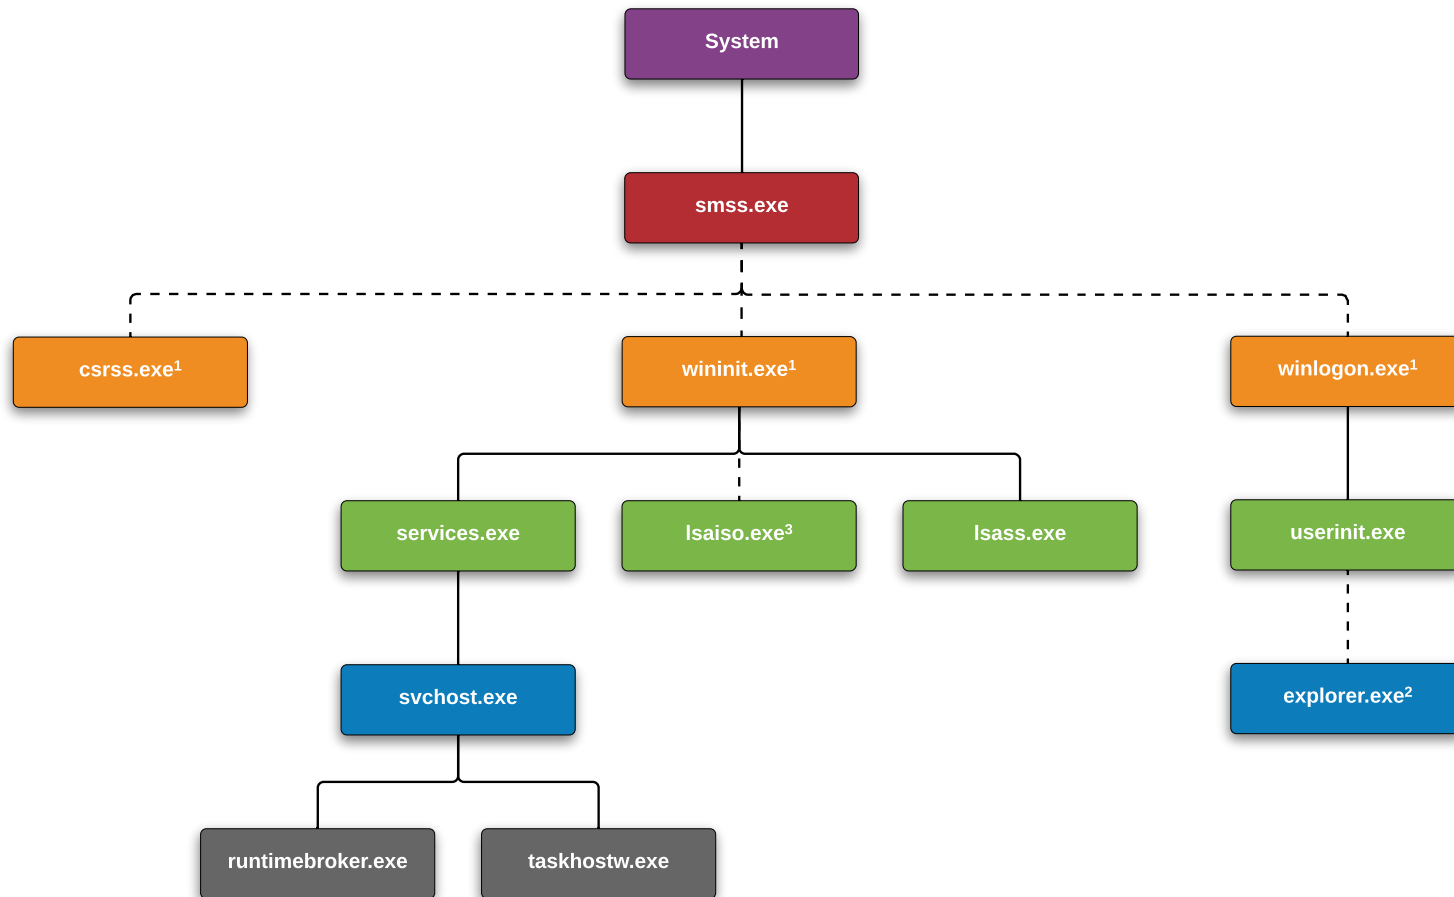 System
smss.exe
csrss.exe¹
wininit.exe¹
winlogon.exe¹
services.exe
lsaiso.exe³
lsass.exe
userinit.exe
svchost.exe
explorer.exe²
runtimebroker.exe
taskhostw.exe